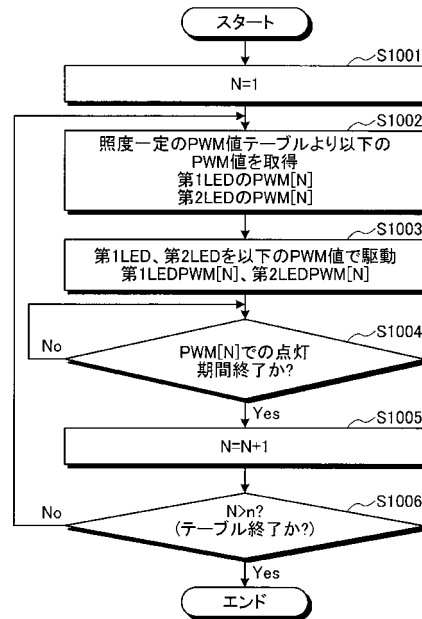 スタート
S1001
N=1
S1002
照度一定のPWM値テーブルより以下の
PWM値を取得
第1LEDのPWM[N]
第2LEDのPWM[N]
S1003
第1LED、第2LEDを以下のPWM値で駆動
第1LEDPWM[N]、第2LEDPWM[N]
S1004
PWM[N]での点灯
期間終了か?
No
Yes
S1005
N=N+1
S1006
N>n?
(テーブル終了か?)
No
Yes
エンド